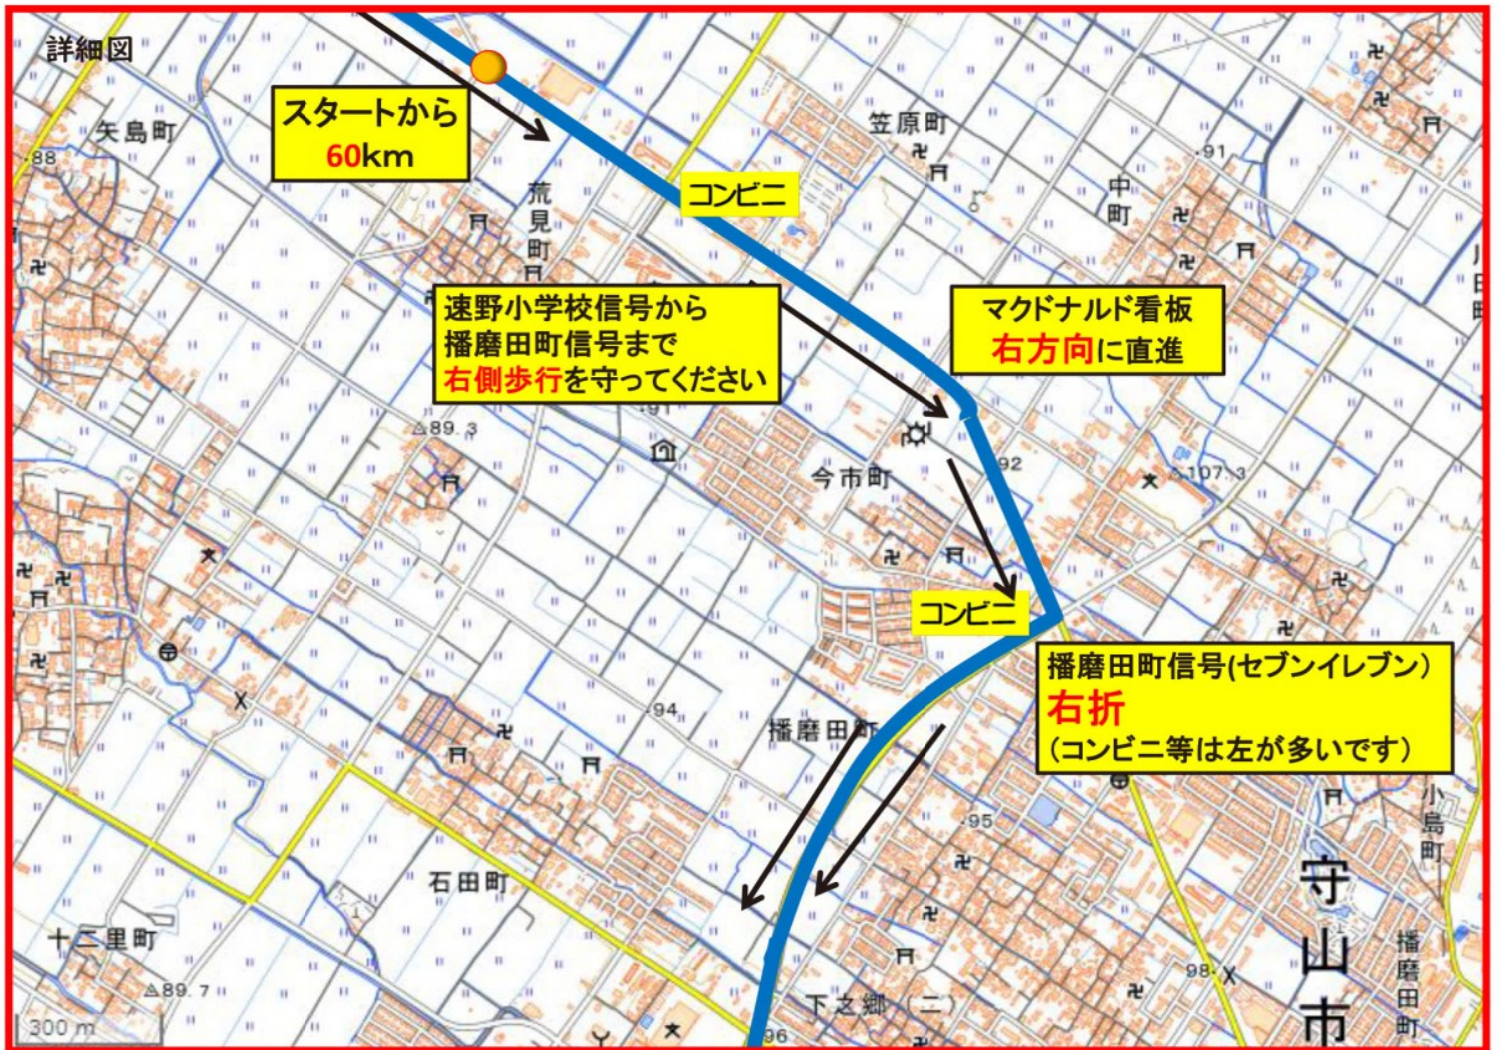 詳細図
スタートから
60km
矢島町
88
笠原町
コンビニ
荒見町
中町
91
速野小学校信号から
播磨田町信号まで
右側歩行を守ってください
マクドナルド看板
右方向に直進
91
89.3
今市町
92
107.3
コンビニ
播磨田町信号(セブンイレブン)
右折
(コンビニ等は左が多いです)
94
播磨田町
95
小島町
石田町
守山市
十二里町
播磨田町
98
89.7
下之郷(二)
300 m
96